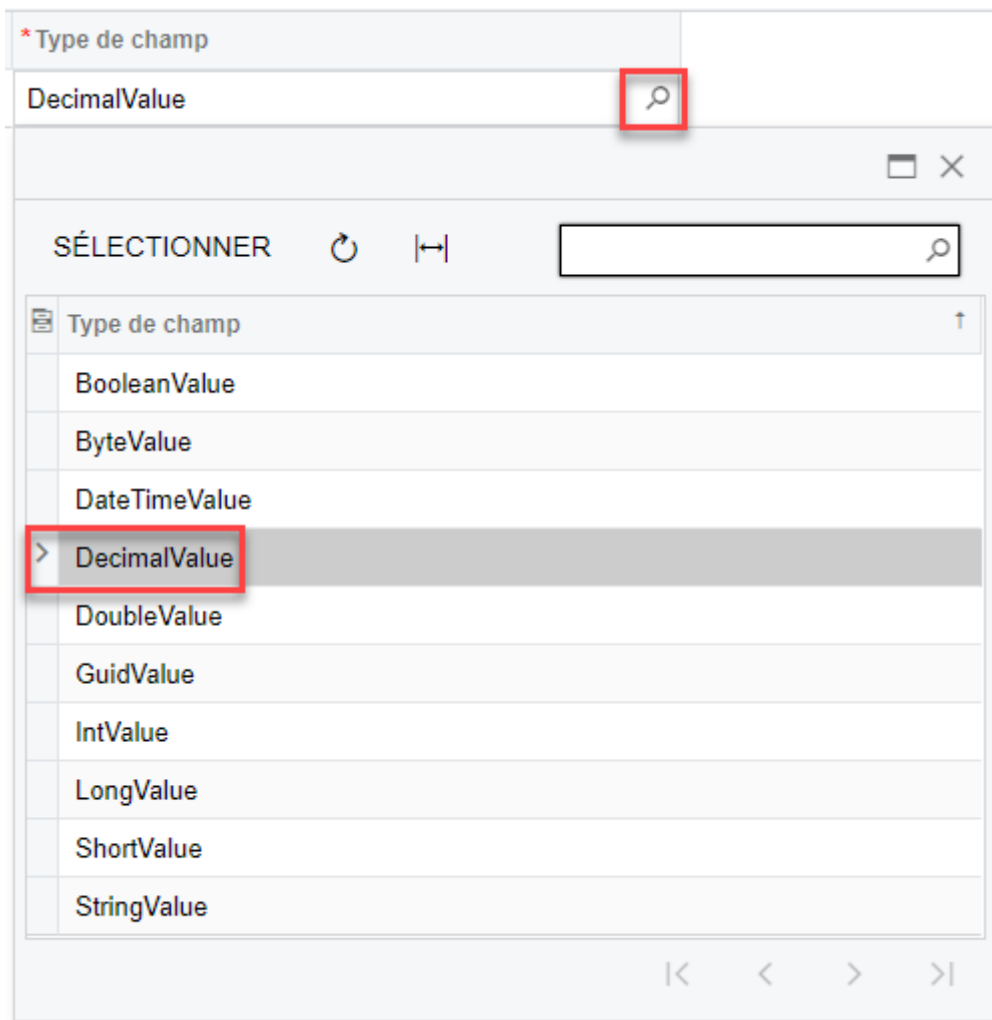 * Type de champ
DecimalValue
SÉLECTIONNER
Type de champ
BooleanValue
ByteValue
DateTimeValue
DecimalValue
DoubleValue
GuidValue
IntValue
LongValue
ShortValue
StringValue